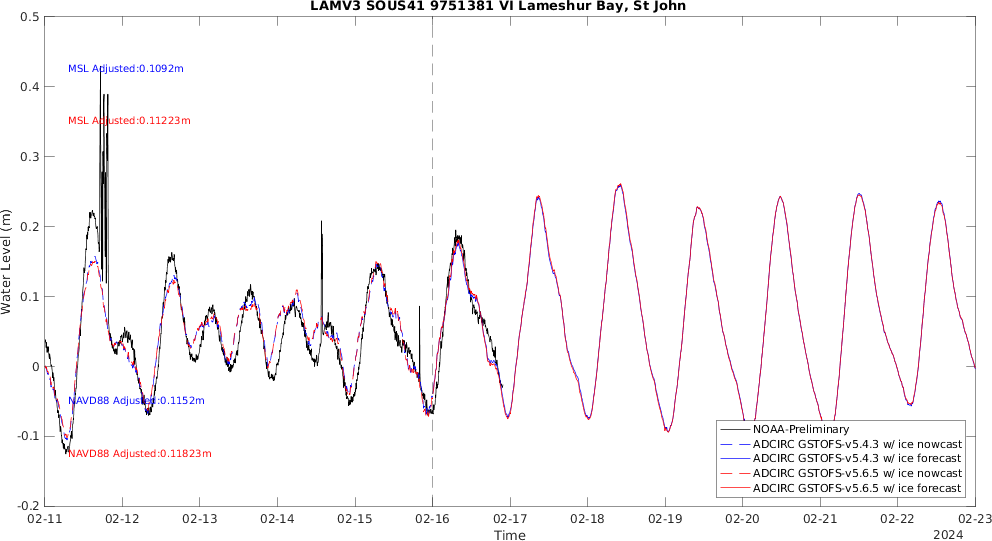 LAMV3 SOUS41 9751381 VI Lameshur Bay, St John
0.5
0.4
0.3
0.2
0.1
0
-0.1
-0.2
Water Level (m)
MSL Adjusted:0.1092m
MSL Adjusted:0.11223m
NAVD88 Adjusted:0.1152m
NAVD88 Adjusted:0.11823m
NOAA-Preliminary
ADCIRC GSTOFS-v5.4.3 w/ ice nowcast
ADCIRC GSTOFS-v5.4.3 w/ ice forecast
ADCIRC GSTOFS-v5.6.5 w/ ice nowcast
ADCIRC GSTOFS-v5.6.5 w/ ice forecast
02-11 02-12 02-13 02-14 02-15 02-16 02-17 02-18 02-19 02-20 02-21 02-22 02-23
Time
2024